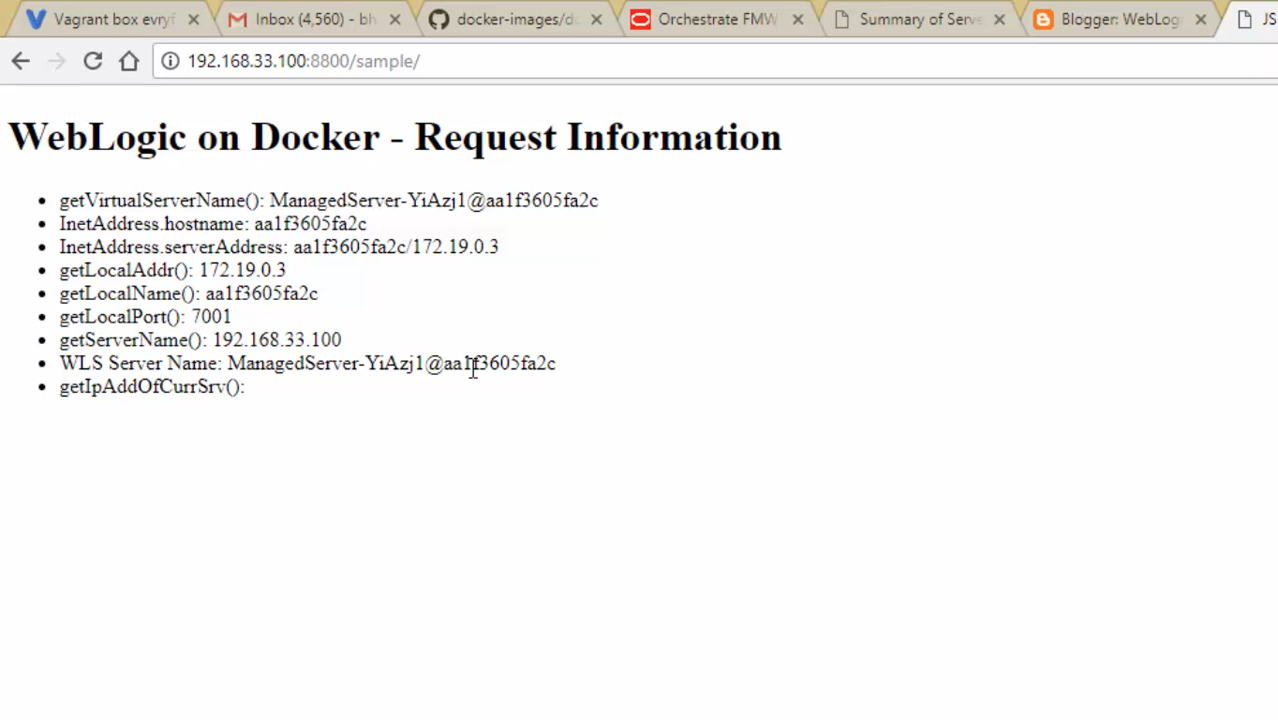 Vagrant box evryf
Inbox (4,560) - bh
docker-images/d
Orchestrate FMW
Summary of Serve
Blogger: WebLog
JS
192.168.33.100:8800/sample/
WebLogic on Docker - Request Information
• getVirtualServerName(): ManagedServer-YiAzj1@aa1f3605fa2c
• InetAddress.hostname: aa1f3605fa2c
• InetAddress.serverAddress: aa1f3605fa2c/172.19.0.3
• getLocalAddr(): 172.19.0.3
• getLocalName(): aa1f3605fa2c
• getLocalPort(): 7001
• getServerName(): 192.168.33.100
• WLS Server Name: ManagedServer-YiAzj1@aa1f3605fa2c
• getIpAddOfCurrSrv():